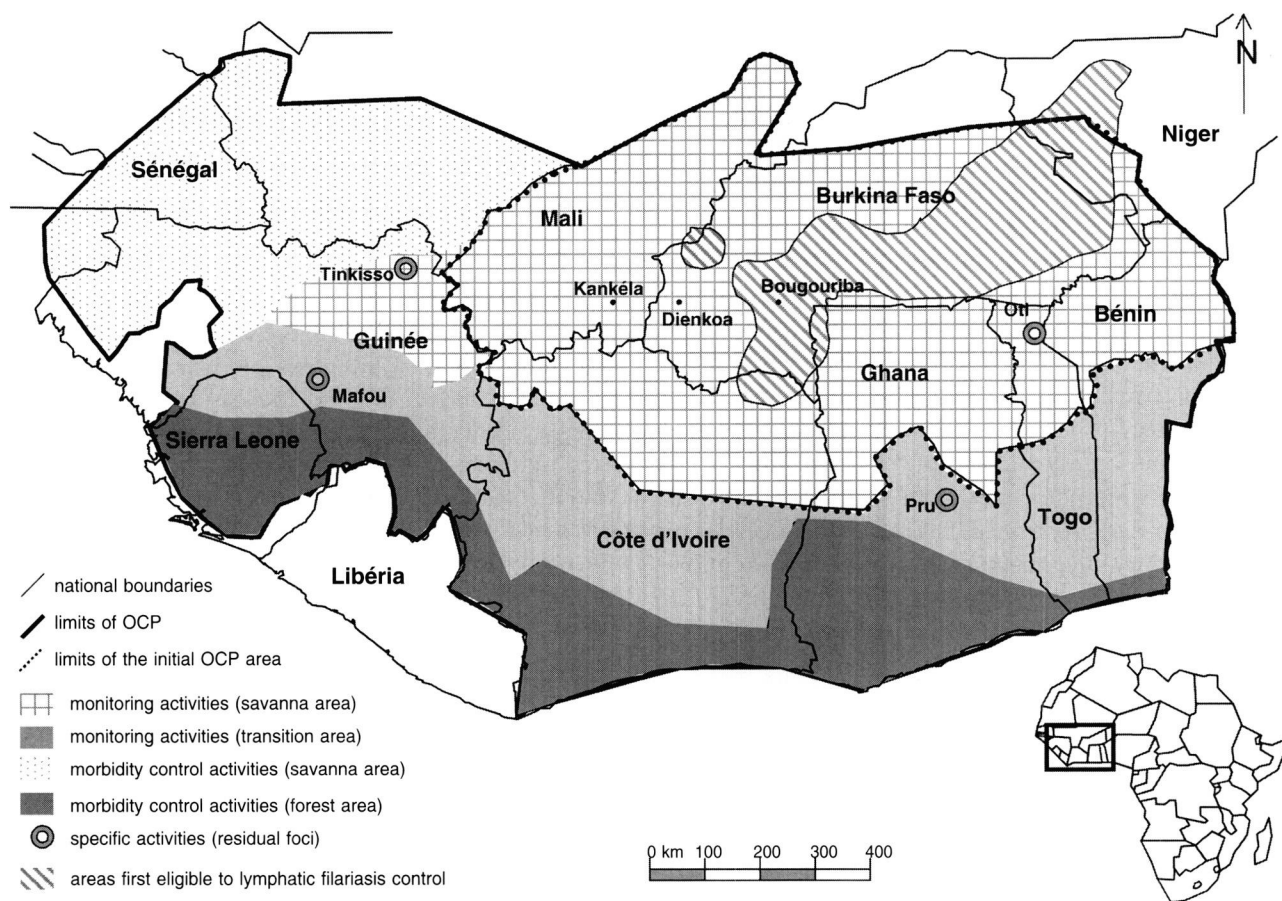 N
Niger
Sénégal
Burkina Faso
Mali
Tinkisso
Kankéla
Bougouriba
Dienkoa
Oti
Bénin
Guinée
Ghana
Mafou
Sierra Leone
Pru
Togo
Côte d'Ivoire
Libéria
national boundaries
limits of OCP
limits of the initial OCP area
monitoring activities (savanna area)
monitoring activities (transition area)
morbidity control activities (savanna area)
morbidity control activities (forest area)
specific activities (residual foci)
areas first eligible to lymphatic filariasis control
0 km 100 200 300 400